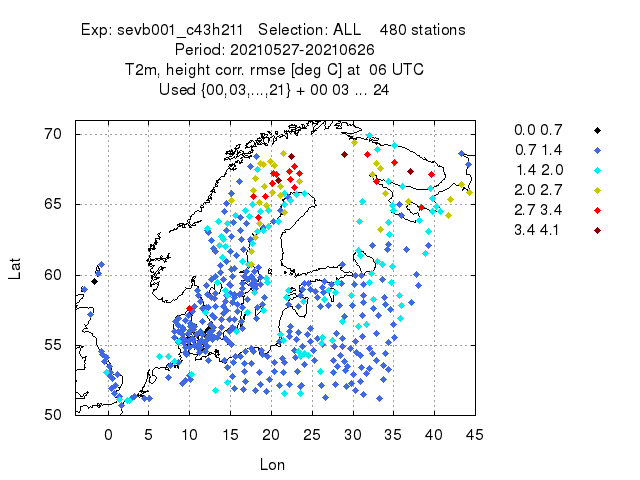 Exp: sevb001_c43h211   Selection: ALL    480 stations
Period: 20210527-20210626
T2m, height corr. rmse [deg C] at  06 UTC
Used {00,03,...,21} + 00 03 ... 24
70
65
60
55
50
Lat
0 5 10 15 20 25 30 35 40 45
Lon
0.0 0.7
0.7 1.4
1.4 2.0
2.0 2.7
2.7 3.4
3.4 4.1